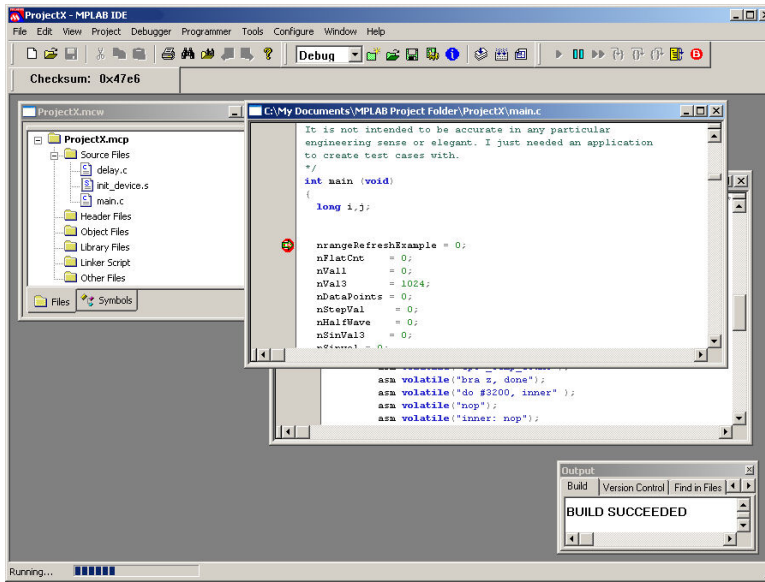 ProjectX - MPLAB IDE
File Edit View Project Debugger Programmer Tools Configure Window Help
Debug
Checksum: 0x47e6
ProjectX.mcw
ProjectX.mcp
Source Files
delay.c
init_device.s
main.c
Header Files
Object Files
Library Files
Linker Script
Other Files
Files Symbols
C:\My Documents\MPLAB Project Folder\ProjectX\main.c
It is not intended to be accurate in any particular
engineering sense or elegant. I just needed an application
to create test cases with.
*/
int main (void)
{
long i,j;
nrangeRefreshExample = 0;
nFlatCnt = 0;
nVal1 = 0;
nVal3 = 1024;
nDataPoints = 0;
nStepVal = 0;
nHalfWave = 0;
nSinVal3 = 0;
asm volatile("bra z, done");
asm volatile("do #3200, inner" );
asm volatile("nop");
asm volatile("inner: nop");
Output
Build Version Control Find in Files
BUILD SUCCEEDED
Running...